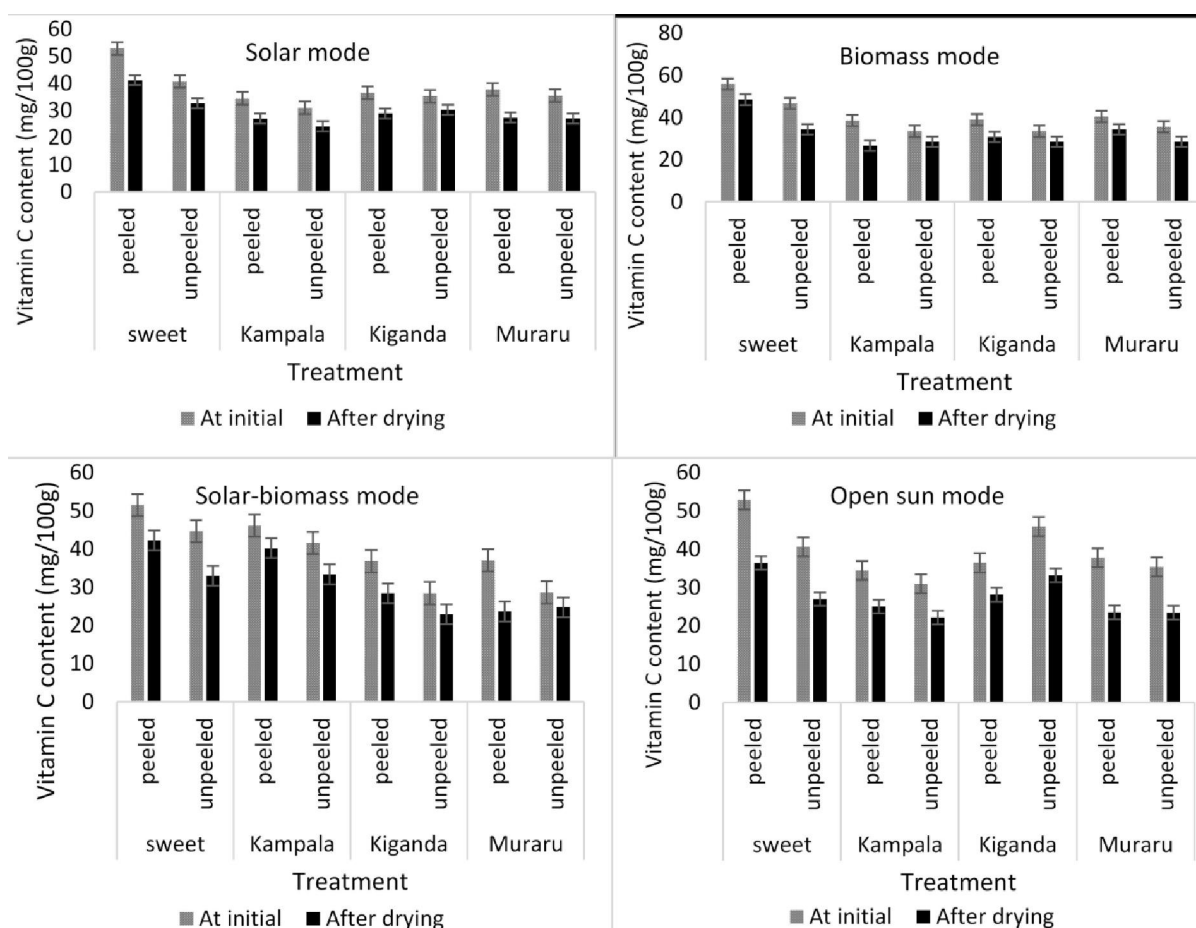 Solar mode
Vitamin C content (mg/100g)
60
50
40
30
20
10
0
peeled
unpeeled
peeled
unpeeled
peeled
unpeeled
peeled
unpeeled
sweet
Kampala
Kiganda
Muraru
Treatment
At initial
After drying
Biomass mode
Vitamin C content (mg/100g)
80
60
40
20
0
peeled
unpeeled
peeled
unpeeled
peeled
unpeeled
peeled
unpeeled
sweet
Kampala
Kiganda
Muraru
Treatment
At initial
After drying
Solar-biomass mode
Vitamin C content (mg/100g)
60
50
40
30
20
10
0
peeled
unpeeled
peeled
unpeeled
peeled
unpeeled
peeled
unpeeled
sweet
Kampala
Kiganda
Muraru
Treatment
At initial
After drying
Open sun mode
Vitamin C content (mg/100g)
60
50
40
30
20
10
0
peeled
unpeeled
peeled
unpeeled
peeled
unpeeled
peeled
unpeeled
sweet
Kampala
Kiganda
Muraru
Treatment
At initial
After drying